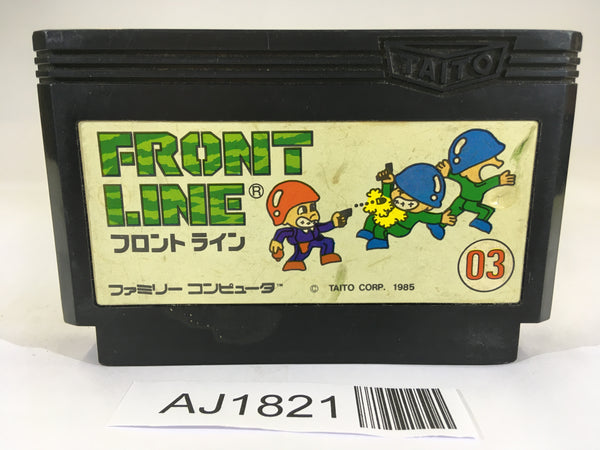 TAITO
FRONT
LINE®
フロント ライン
03
ファミリー コンピュータ™
© TAITO CORP. 1985
AJ1821